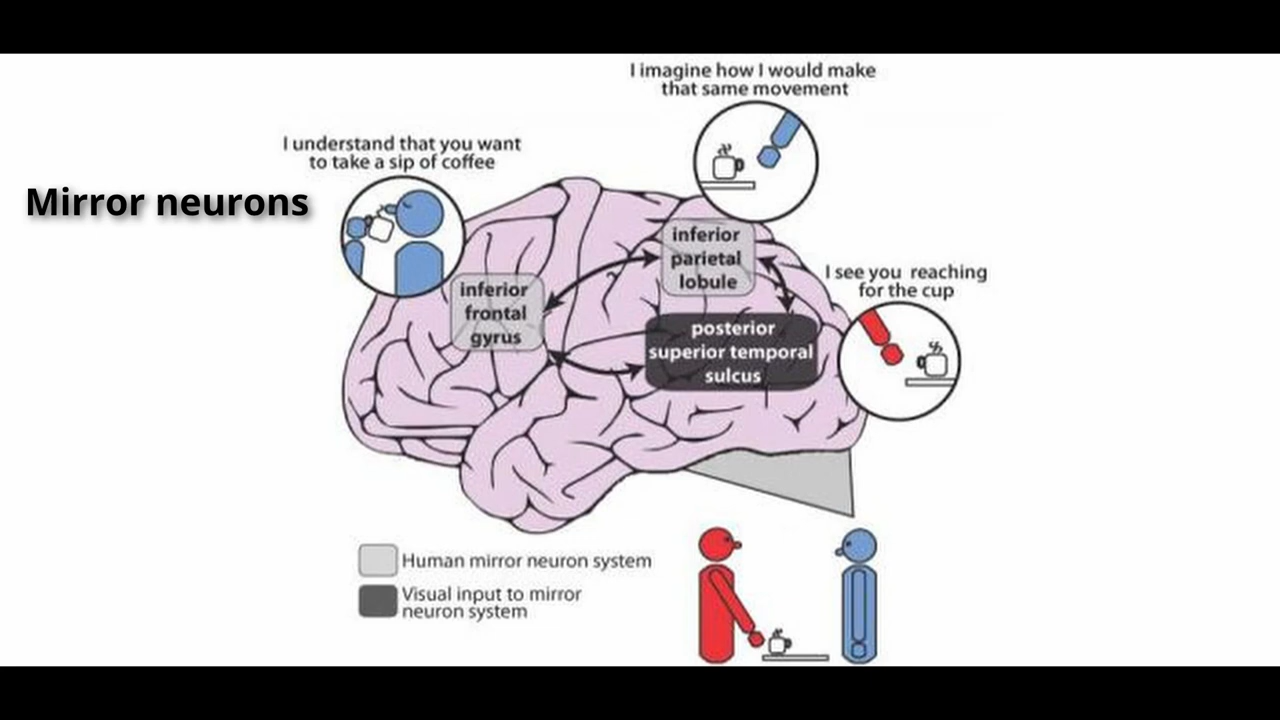 I imagine how I would make
that same movement
I understand that you want
to take a sip of coffee
Mirror neurons
inferior
parietal
lobule
I see you reaching
for the cup
inferior
frontal
gyrus
posterior
superior temporal
sulcus
Human mirror neuron system
Visual input to mirror
neuron system